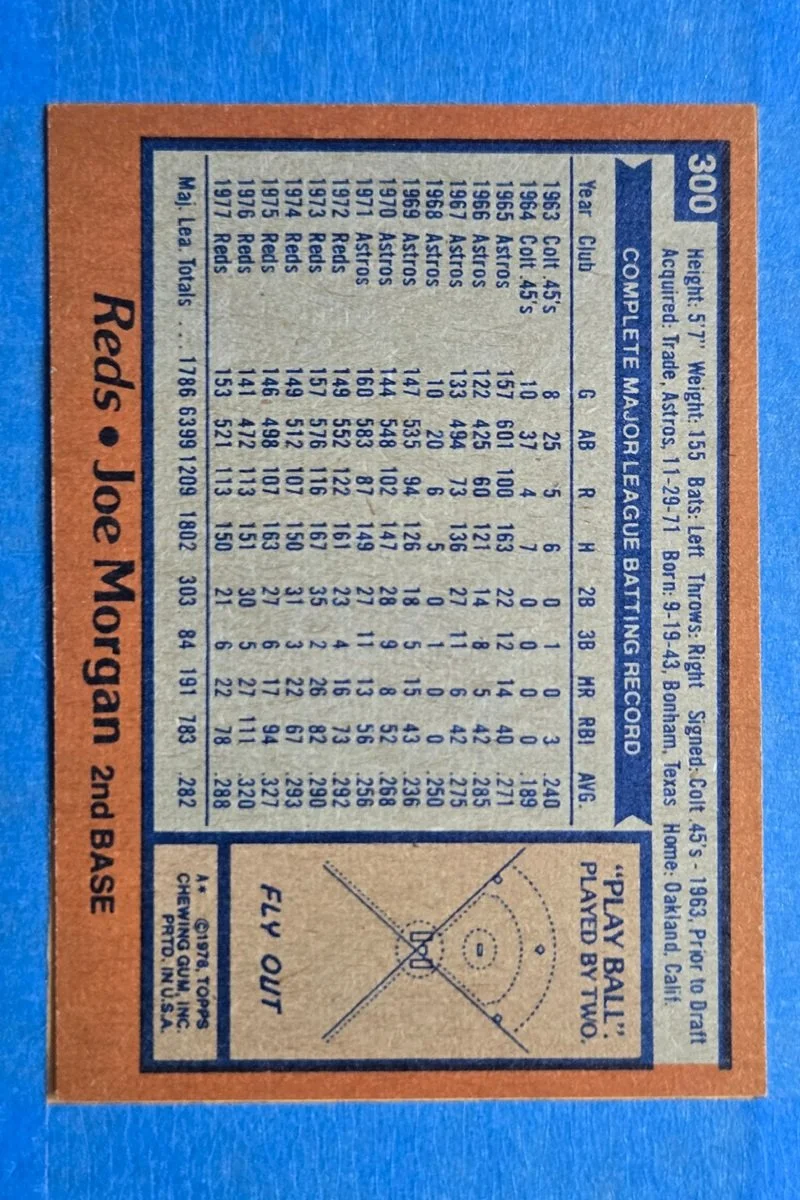 300
Height: 5'7" Weight: 155 Bats: Left Throws: Right Signed: Colt .45's - 1963, Prior to Draft
Acquired: Trade, Astros, 11-29-71 Born: 9-19-43, Bonham, Texas Home: Oakland, Calif.
COMPLETE MAJOR LEAGUE BATTING RECORD
Year Club G AB R H 2B 3B HR RBI AVG.
1963 Colt .45's 8 25 5 6 0 1 0 3 .240
1964 Colt .45's 10 37 4 7 0 0 0 0 .189
1965 Astros 157 601 100 163 22 12 14 40 .271
1966 Astros 122 425 60 121 14 8 5 42 .285
1967 Astros 133 494 73 136 27 11 6 42 .275
1968 Astros 10 20 6 5 0 1 0 0 .250
1969 Astros 147 535 94 126 18 5 15 43 .236
1970 Astros 144 548 102 147 28 9 8 52 .268
1971 Astros 160 583 87 149 27 11 13 56 .256
1972 Reds 149 552 122 161 23 4 16 73 .292
1973 Reds 157 576 116 167 35 2 26 82 .290
1974 Reds 149 512 107 150 31 3 22 67 .293
1975 Reds 146 498 107 163 27 6 17 94 .327
1976 Reds 141 472 113 151 30 5 27 111 .320
1977 Reds 153 521 113 150 21 6 22 78 .288
Maj. Lea. Totals ... 1786 6399 1209 1802 303 84 191 783 .282
"PLAY BALL".
PLAYED BY TWO.
FLY OUT
A* ©1978, TOPPS
CHEWING GUM, INC.
PRTD. IN U.S.A.
Reds • Joe Morgan 2nd BASE